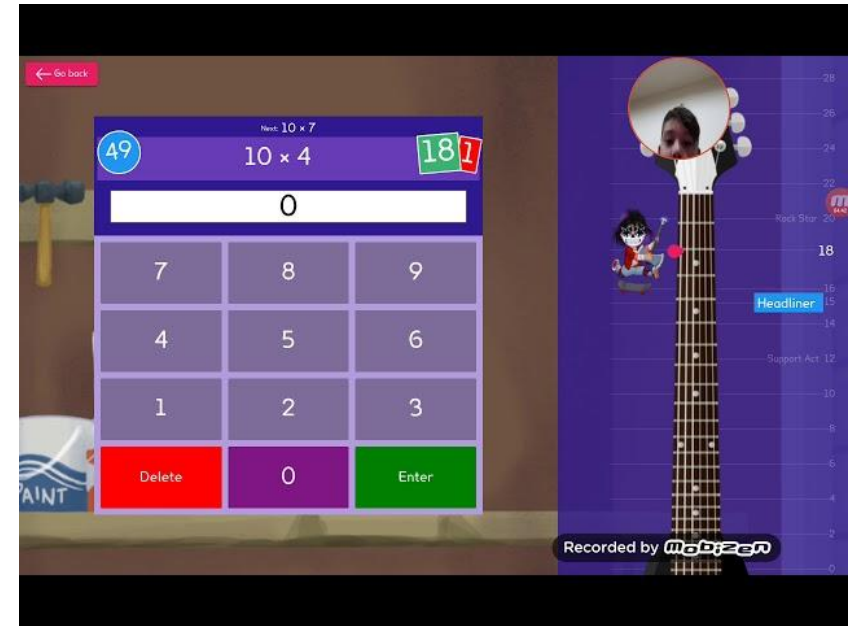 ← Go back
Next: 10 × 7
49
10 × 4
18 1
0
7 8 9
4 5 6
1 2 3
Delete 0 Enter
PAINT
28
26
24
22
m
04:42
Rock Star 20
18
16
Headliner 15
14
Support Act 12
10
8
6
4
2
0
Recorded by Mobizen